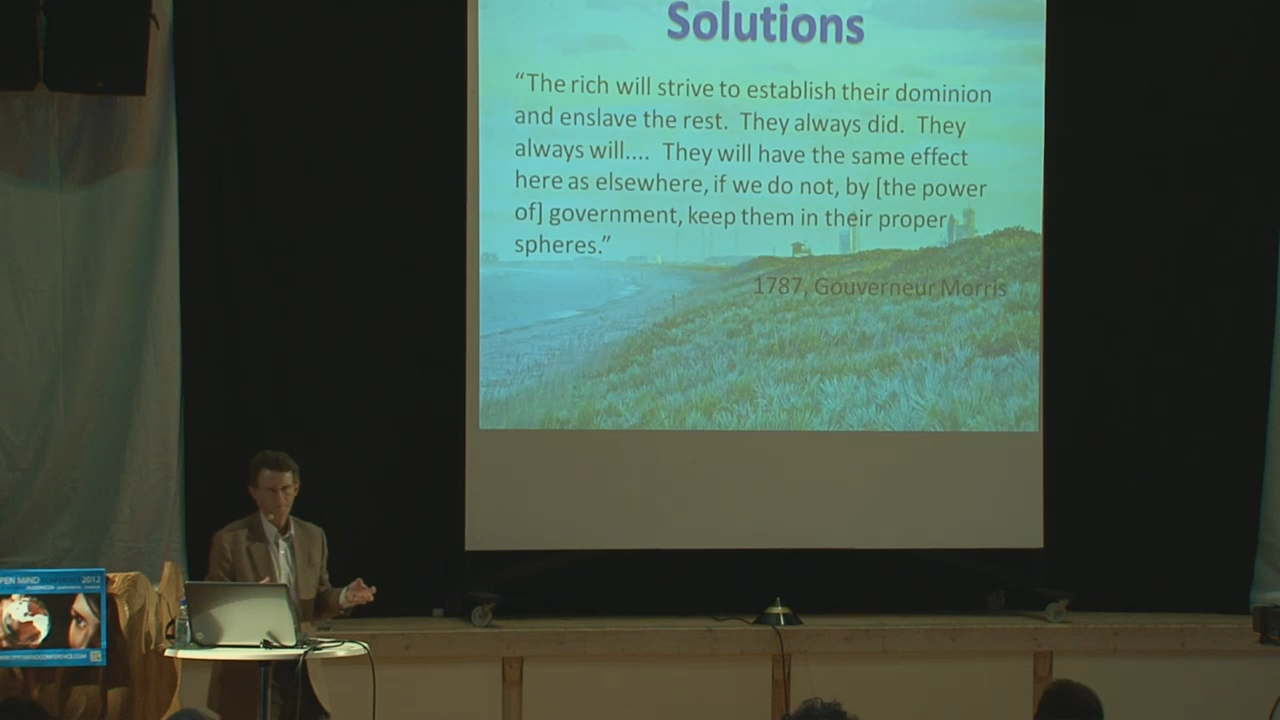 Solutions
“The rich will strive to establish their dominion
and enslave the rest.  They always did.  They
always will....  They will have the same effect
here as elsewhere, if we do not, by [the power
of] government, keep them in their proper
spheres.”
1787, Gouverneur Morris
PEN MIND CONFERENCE 2012